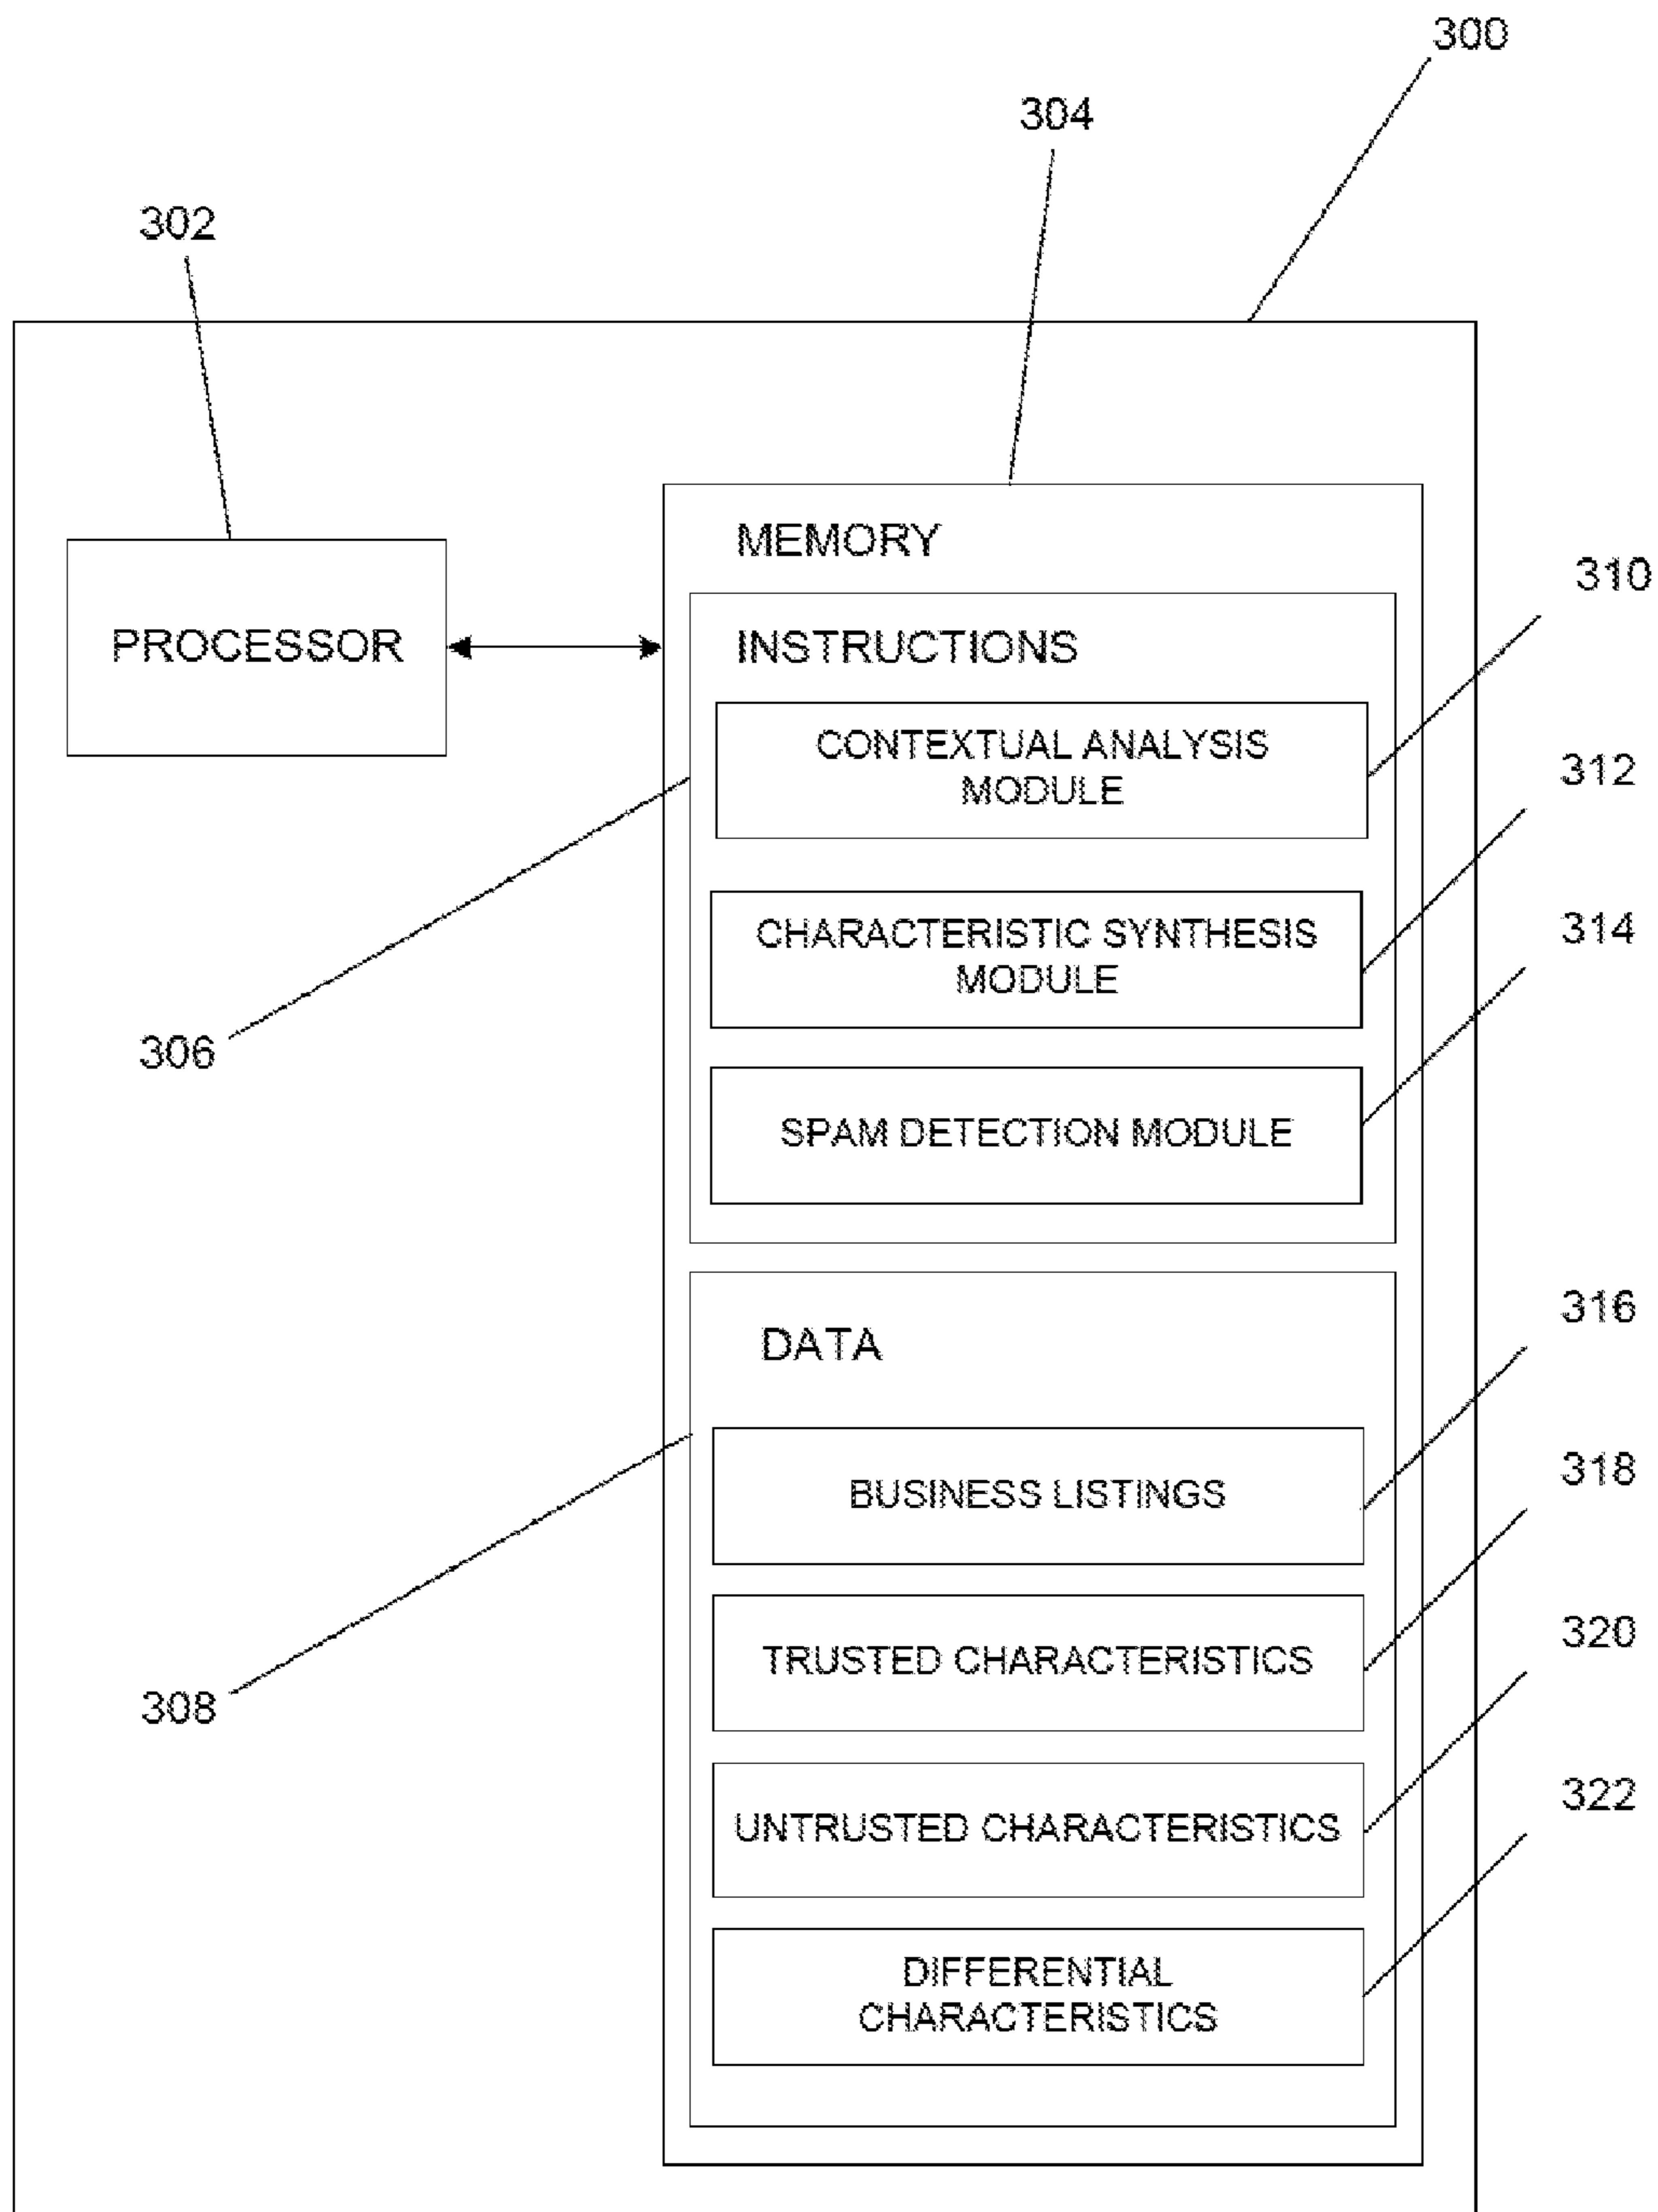 300
304
302
MEMORY
310
PROCESSOR
INSTRUCTIONS
CONTEXTUAL ANALYSIS
MODULE
312
CHARACTERISTIC SYNTHESIS
MODULE
314
306
SPAM DETECTION MODULE
316
DATA
BUSINESS LISTINGS
318
TRUSTED CHARACTERISTICS
320
308
322
UNTRUSTED CHARACTERISTICS
DIFFERENTIAL
CHARACTERISTICS